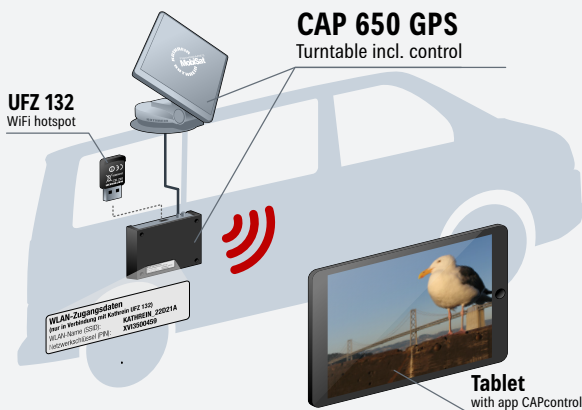 CAP 650 GPS
Turntable incl. control
MobiSat
UFZ 132
WiFi hotspot
WLAN-Zugangsdaten
(nur in Verbindung mit Kathrein UFZ 132)
WLAN-Name (SSID): KATHREIN_22D21A
Netzwerkschlüssel (PIN): XVI3500459
Tablet
with app CAPcontrol